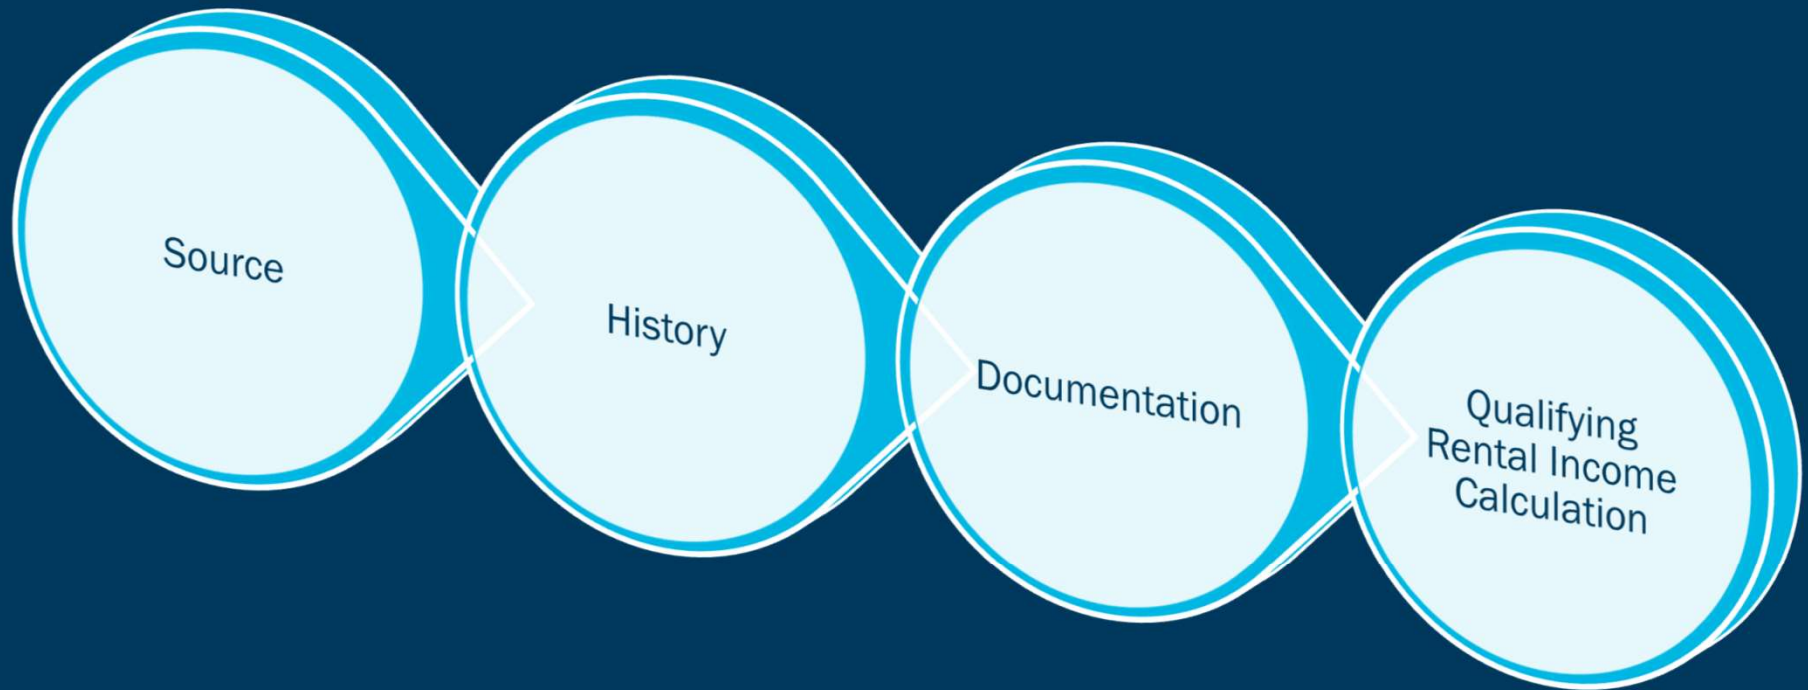 Source
History
Documentation
Qualifying
Rental Income
Calculation